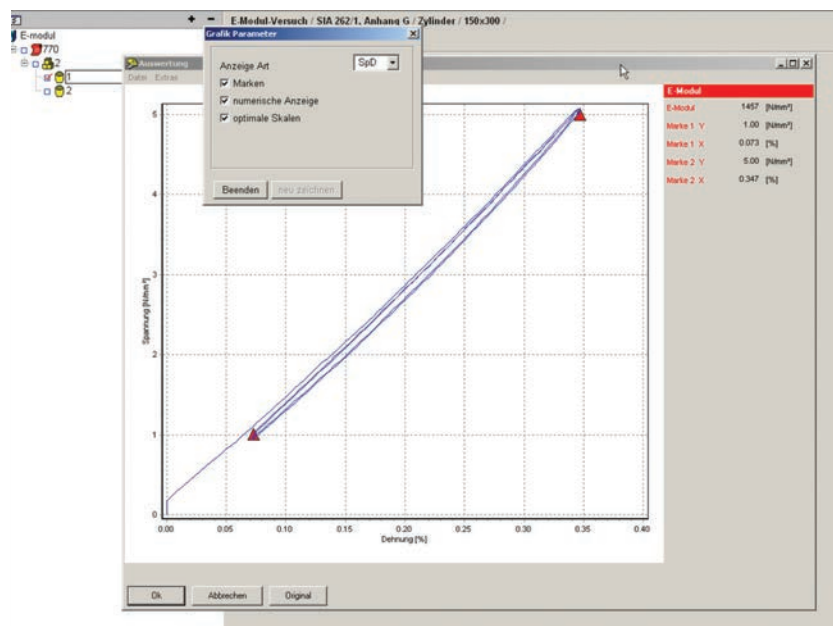 E-Modul-Versuch / SIA 262/1, Anhang G / Zylinder / 150x300 /
E-modul
770
2
1
2
Grafik Parameter
Anzeige Art
SpD
Marken
numerische Anzeige
optimale Skalen
Beenden
neu zeichnen
Auswertung
Datei Extras
E-Modul
E-Modul 1457 [N/mm²]
Marke 1 Y 1.00 [N/mm²]
Marke 1 X 0.073 [%]
Marke 2 Y 5.00 [N/mm²]
Marke 2 X 0.347 [%]
Spannung [N/mm²]
5
4
3
2
1
0
0.00 0.05 0.10 0.15 0.20 0.25 0.30 0.35 0.40
Dehnung [%]
Ok
Abbrechen
Original